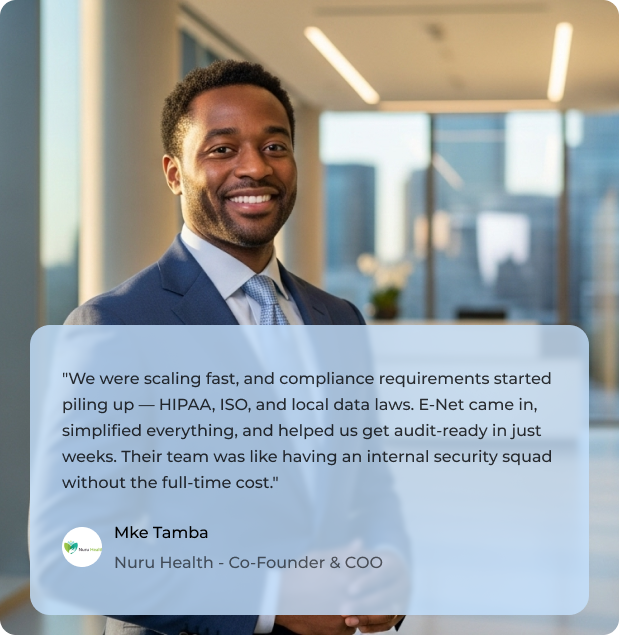 "We were scaling fast, and compliance requirements started
piling up — HIPAA, ISO, and local data laws. E-Net came in,
simplified everything, and helped us get audit-ready in just
weeks. Their team was like having an internal security squad
without the full-time cost."
Mke Tamba
Nuru Health
Nuru Health - Co-Founder & COO